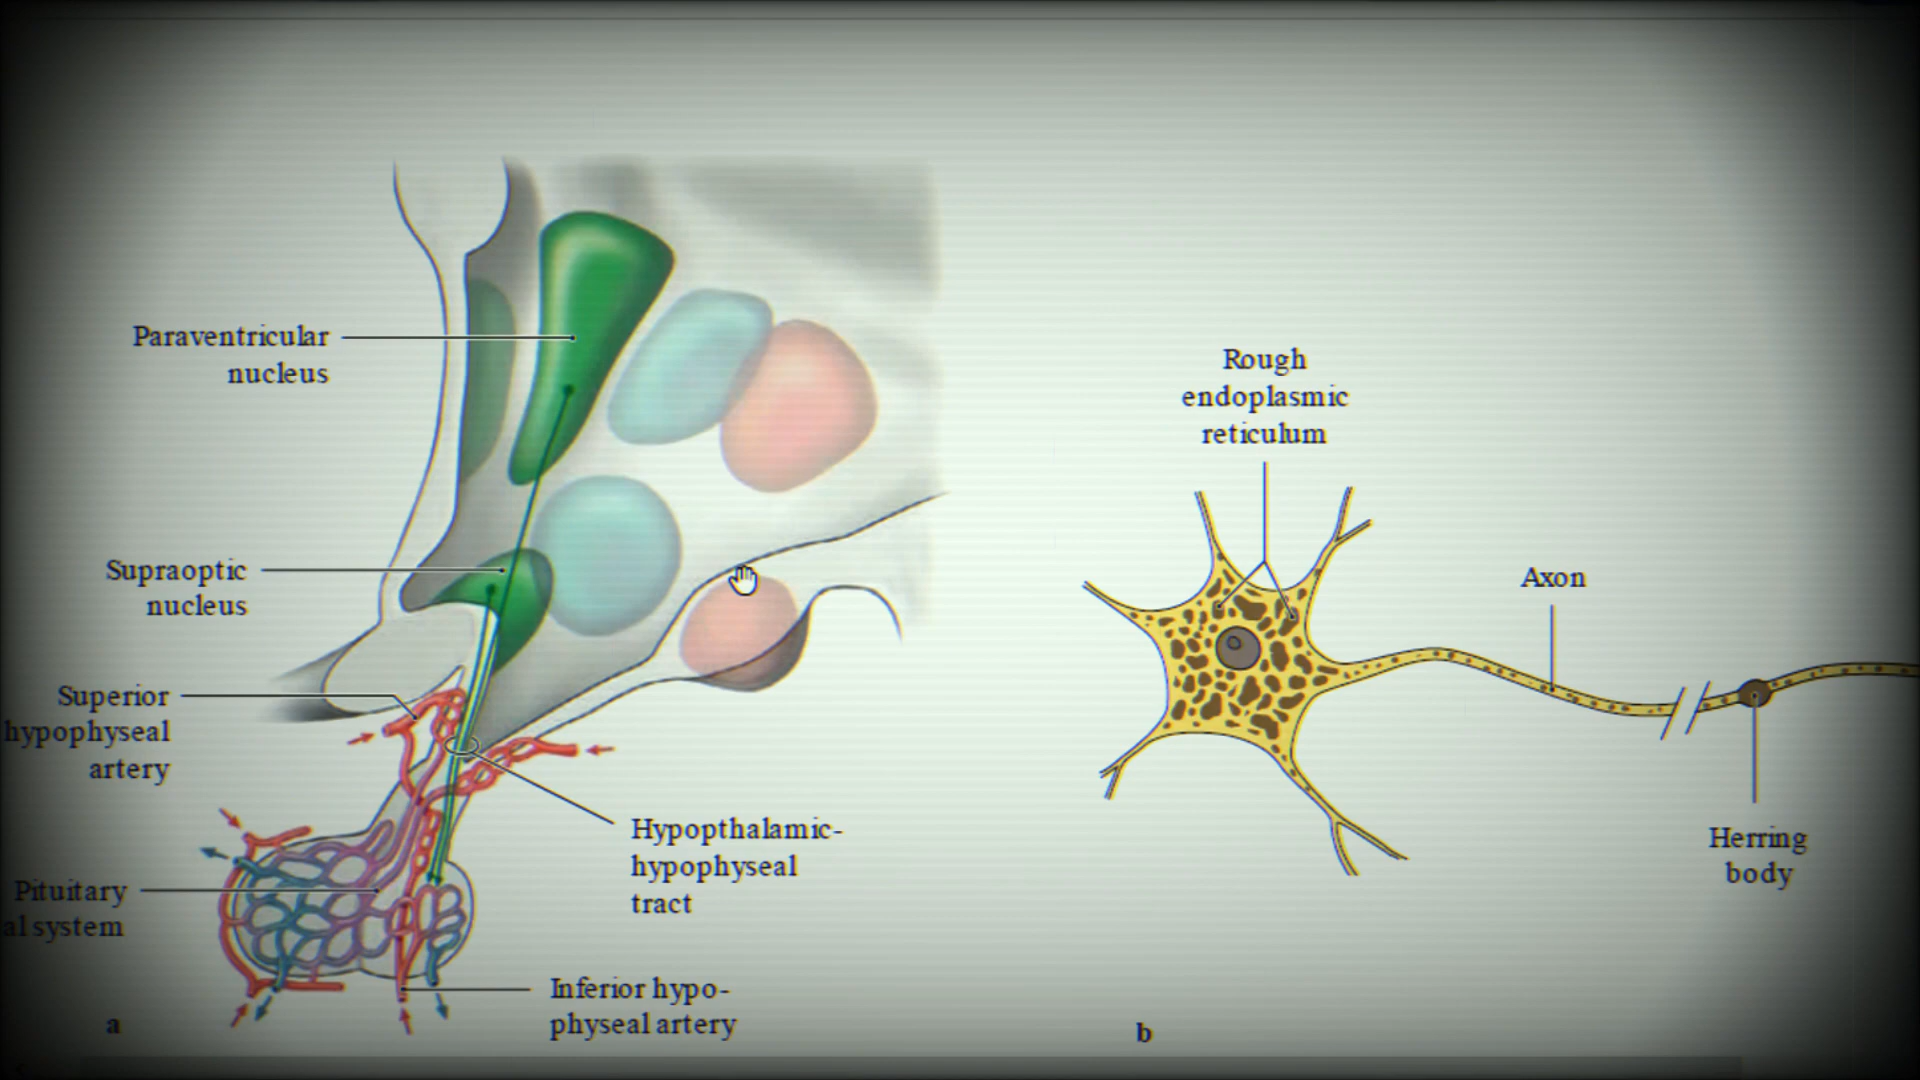 Paraventricular
nucleus
Supraoptic
nucleus
Superior
hypophyseal
artery
Pituitary
al system
Hypopthalamic-
hypophyseal
tract
Inferior hypo-
physeal artery
a
Rough
endoplasmic
reticulum
Axon
Herring
body
b